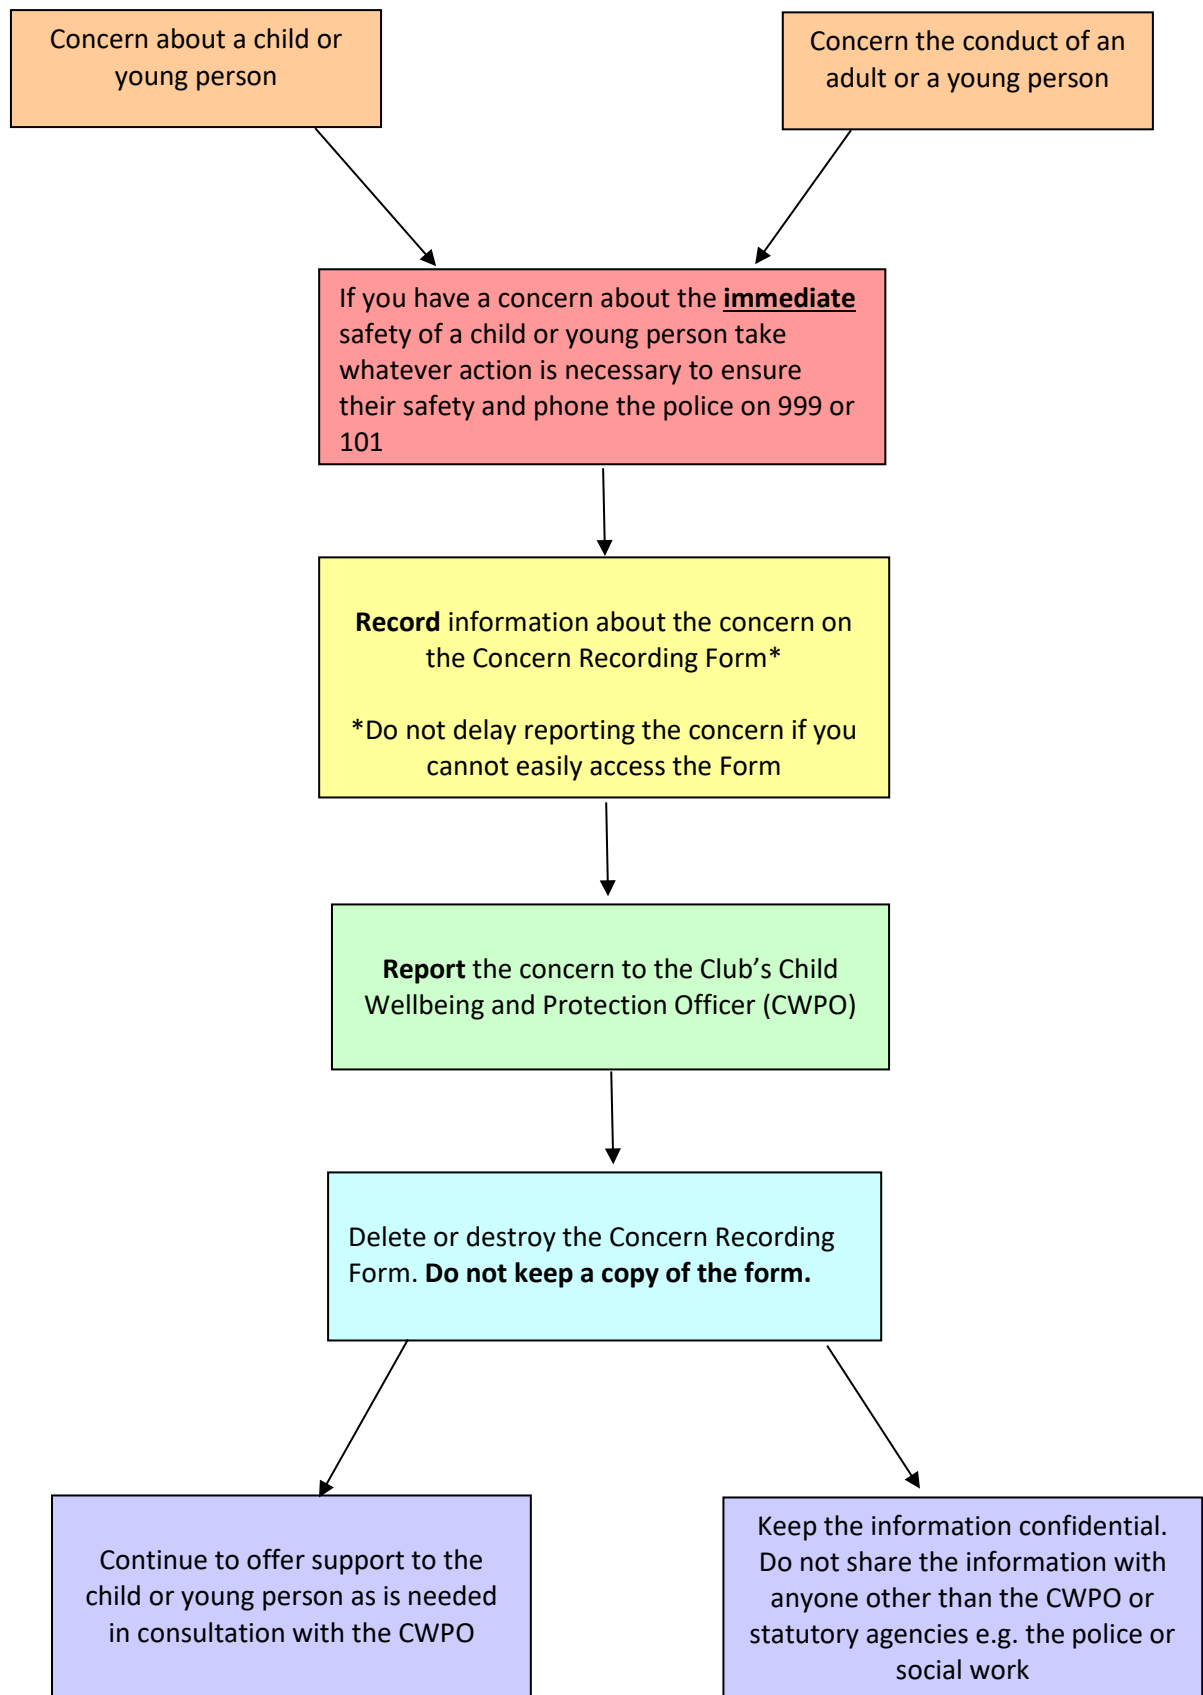 Concern about a child or
young person
Concern the conduct of an
adult or a young person
If you have a concern about the immediate
safety of a child or young person take
whatever action is necessary to ensure
their safety and phone the police on 999 or
101
Record information about the concern on
the Concern Recording Form*
*Do not delay reporting the concern if you
cannot easily access the Form
Report the concern to the Club’s Child
Wellbeing and Protection Officer (CWPO)
Delete or destroy the Concern Recording
Form. Do not keep a copy of the form.
Continue to offer support to the
child or young person as is needed
in consultation with the CWPO
Keep the information confidential.
Do not share the information with
anyone other than the CWPO or
statutory agencies e.g. the police or
social work